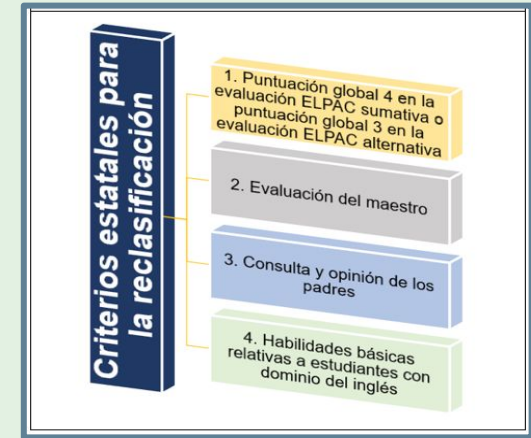 Criterios estatales para
la reclasificación
1. Puntuación global 4 en la
evaluación ELPAC sumativa o
puntuación global 3 en la
evaluación ELPAC alternativa
2. Evaluación del maestro
3. Consulta y opinión de los
padres
4. Habilidades básicas
relativas a estudiantes con
dominio del inglés